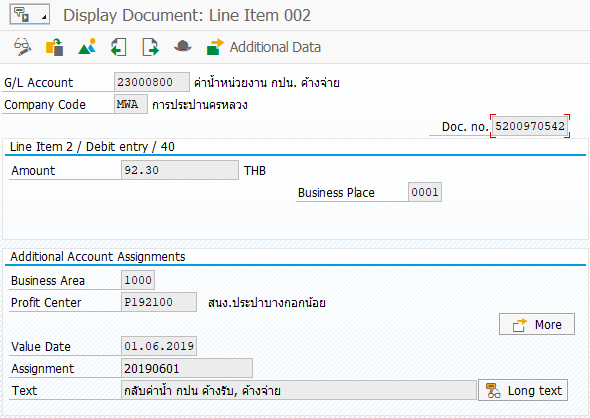 Display Document: Line Item 002
Additional Data
G/L Account 23000800 ค่าน้ำหน่วยงาน กปน. ค้างจ่าย
Company Code MWA การประปานครหลวง
Doc. no. 5200970542
Line Item 2 / Debit entry / 40
Amount 92.30 THB
Business Place 0001
Additional Account Assignments
Business Area 1000
Profit Center P192100 สนง.ประปาบางกอกน้อย
More
Value Date 01.06.2019
Assignment 20190601
Text กลับค่าน้ำ กปน ค้างรับ, ค้างจ่าย Long text